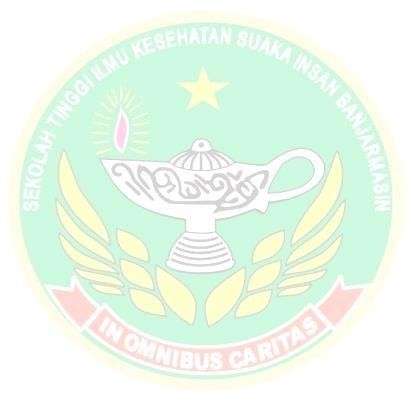 SEKOLAH TINGGI ILMU KESEHATAN SUAKA INSAN BANJARMASIN
IN OMNIBUS CARITAS